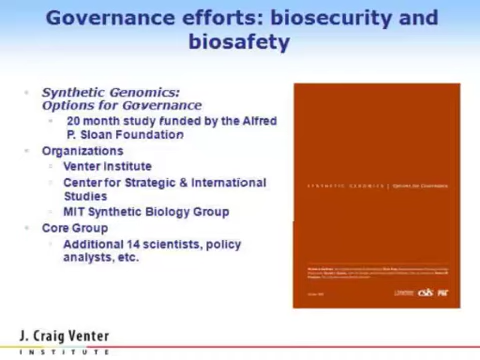 Governance efforts: biosecurity and
biosafety
Synthetic Genomics:
Options for Governance
20 month study funded by the Alfred
P. Sloan Foundation
Organizations
Venter Institute
Center for Strategic & International
Studies
MIT Synthetic Biology Group
Core Group
Additional 14 scientists, policy
analysts, etc.
SYNTHETIC GENOMICS | Options for Governance
CSIS
J. Craig Venter
INSTITUTE